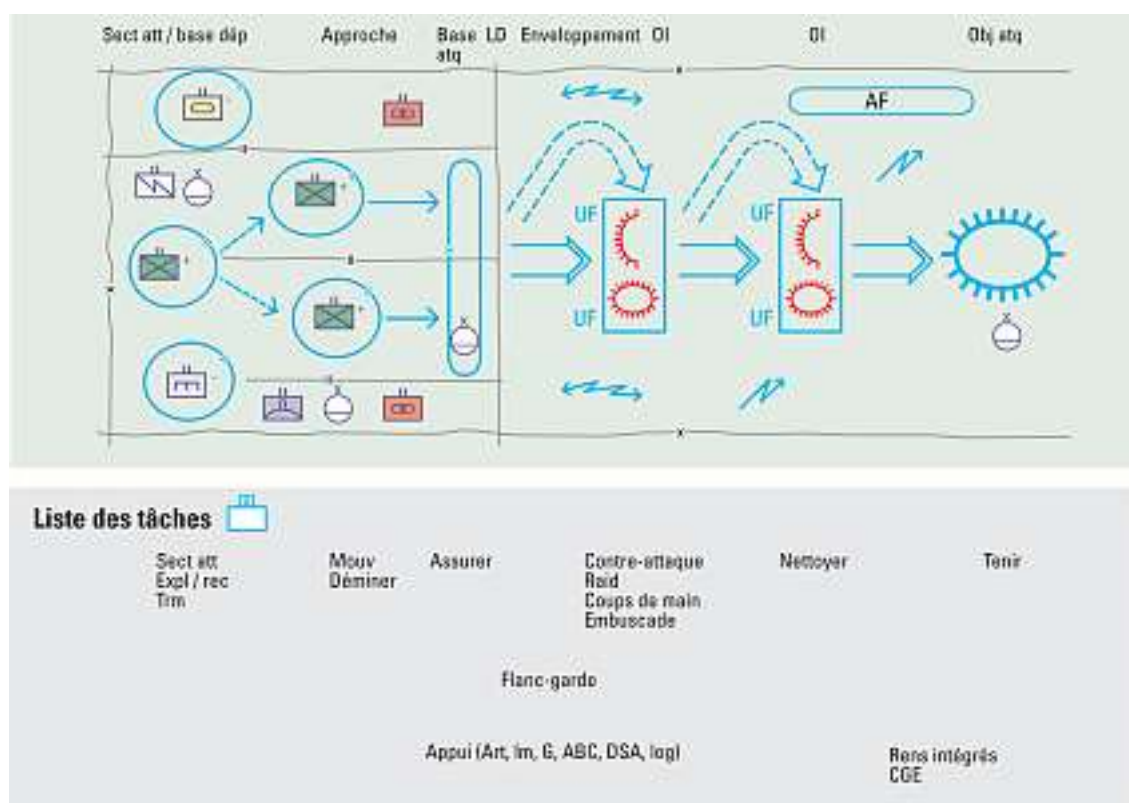 Sect att / base dép
Approche
Base LD
atq
Enveloppement OI
OI
Obj atq
AF
UF
UF
UF
UF
Liste des tâches
Sect att
Expl / rec
Trm
Mouv
Déminer
Assurer
Contre-attaque
Raid
Coups de main
Embuscade
Nettoyer
Tenir
Flanc-garde
Appui (Art, lm, G, ABC, DSA, log)
Rens intégrés
CGE